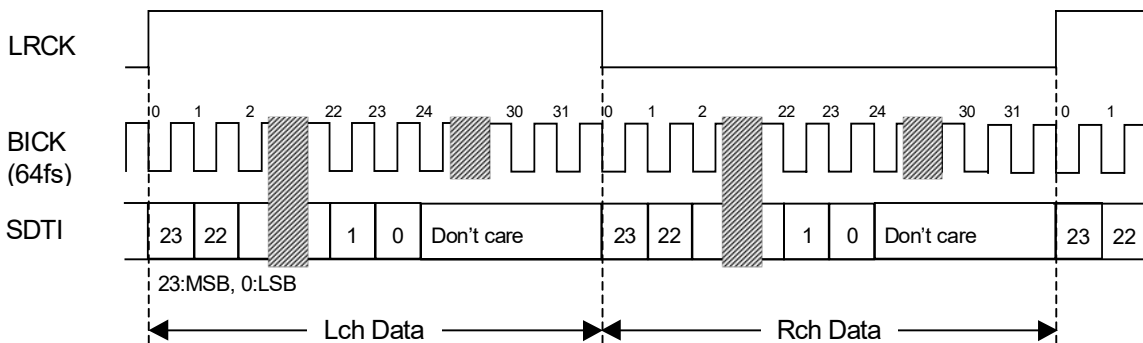 LRCK
0 1 2 22 23 24 30 31 0 1 2 22 23 24 30 31 0 1
BICK
(64fs)
SDTI 23 22 1 0 Don't care 23 22 1 0 Don't care 23 22
23:MSB, 0:LSB
Lch Data Rch Data